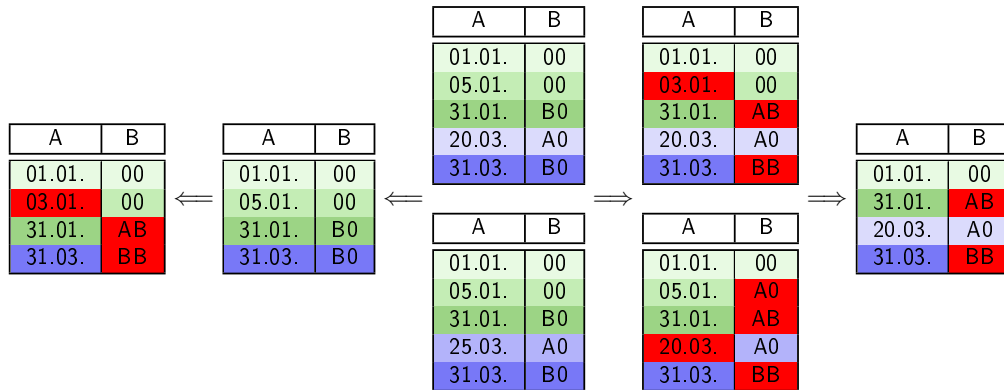 A B
01.01. 00
03.01. 00
31.01. AB
31.03. BB
⟸
A B
01.01. 00
05.01. 00
31.01. B0
31.03. B0
⟸
A B
01.01. 00
05.01. 00
31.01. B0
20.03. A0
31.03. B0
A B
01.01. 00
05.01. 00
31.01. B0
25.03. A0
31.03. B0
⟹
A B
01.01. 00
03.01. 00
31.01. AB
20.03. A0
31.03. BB
A B
01.01. 00
05.01. A0
31.01. AB
20.03. A0
31.03. BB
⟹
A B
01.01. 00
31.01. AB
20.03. A0
31.03. BB